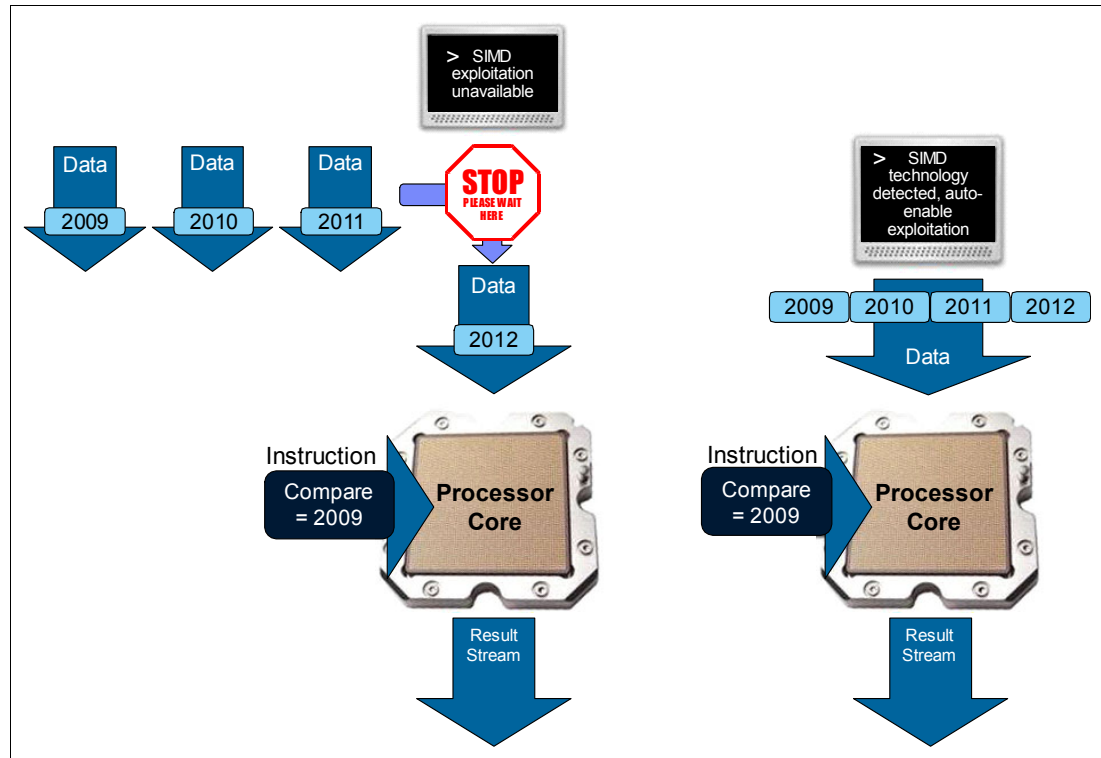 > SIMD
exploitation
unavailable
Data
Data
Data
2009
2010
2011
STOP
PLEASE WAIT
HERE
Data
2012
Instruction
Compare
= 2009
Processor
Core
Result
Stream
> SIMD
technology
detected, auto-
enable
exploitation
2009
2010
2011
2012
Data
Instruction
Compare
= 2009
Processor
Core
Result
Stream